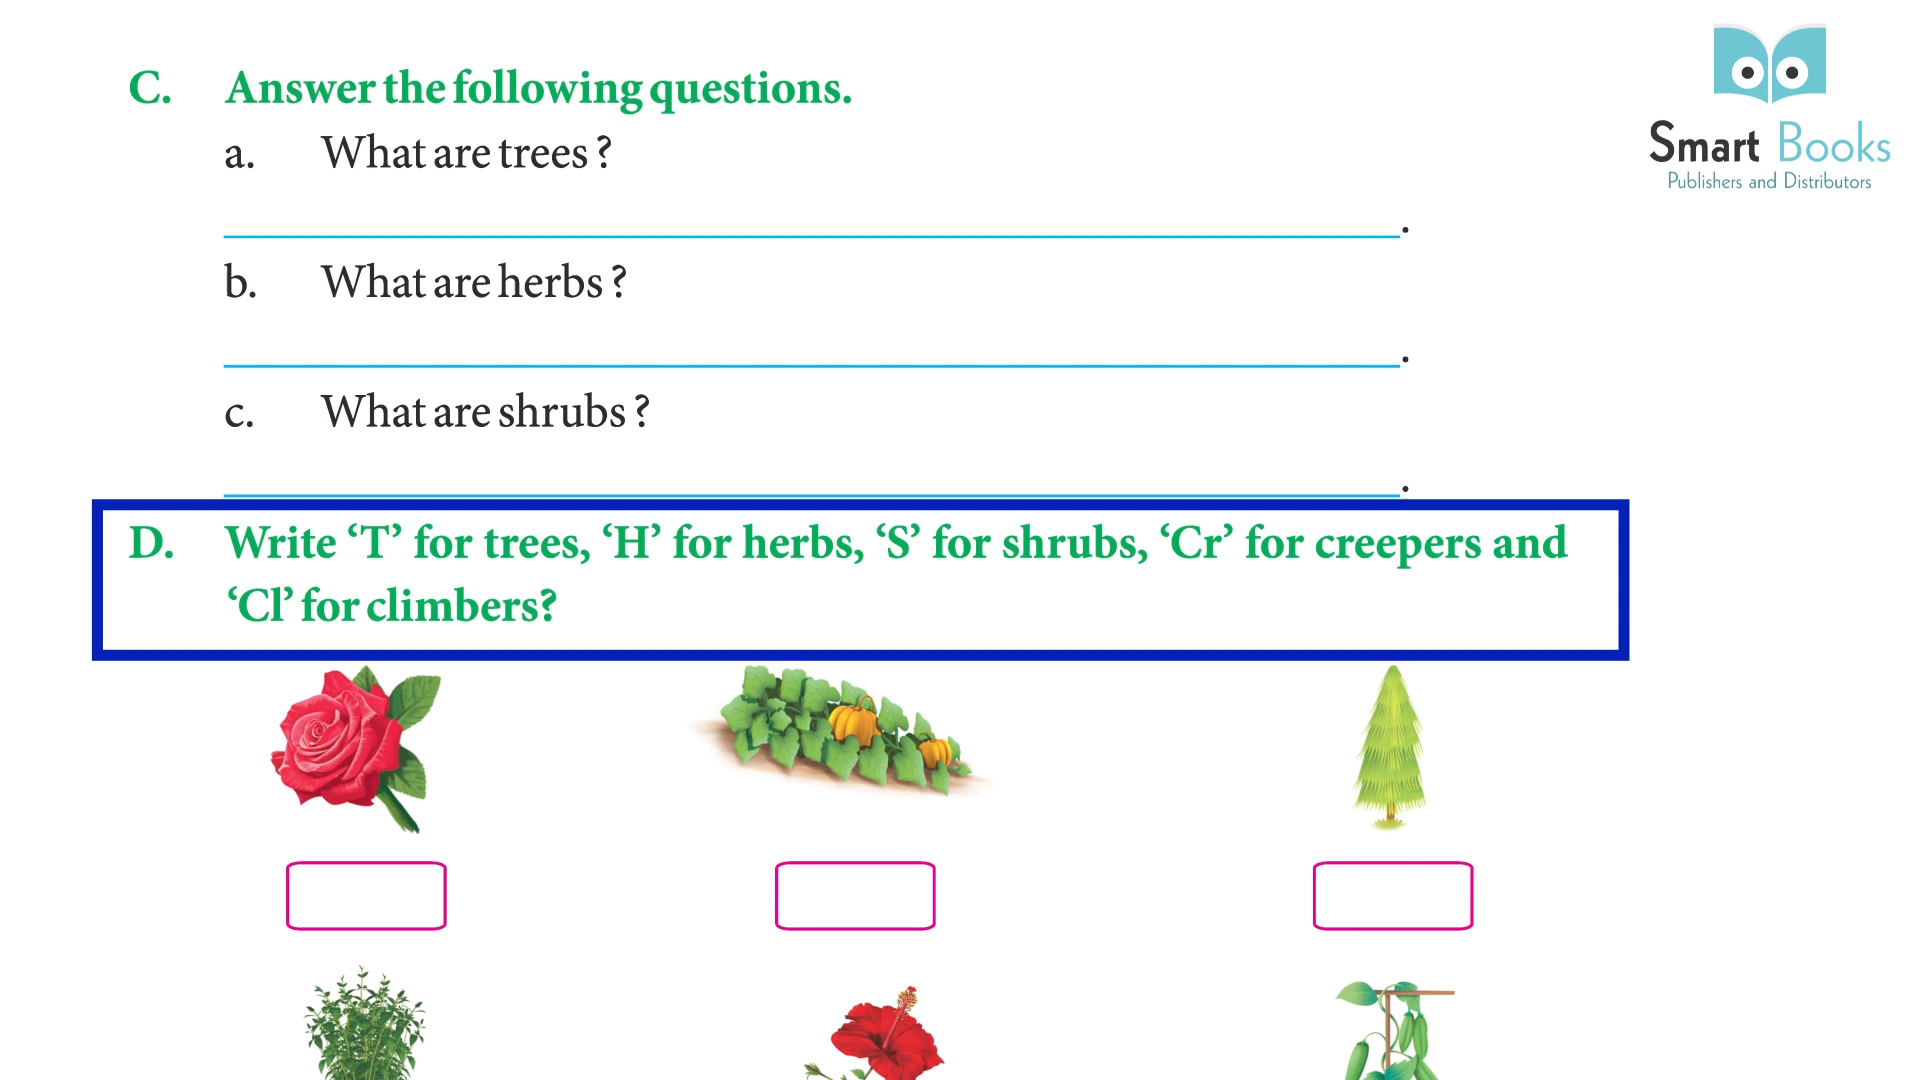 Smart Books
Publishers and Distributors
C. Answer the following questions.
a. What are trees ?
.
b. What are herbs ?
.
c. What are shrubs ?
.
D. Write ‘T’ for trees, ‘H’ for herbs, ‘S’ for shrubs, ‘Cr’ for creepers and
‘Cl’ for climbers?